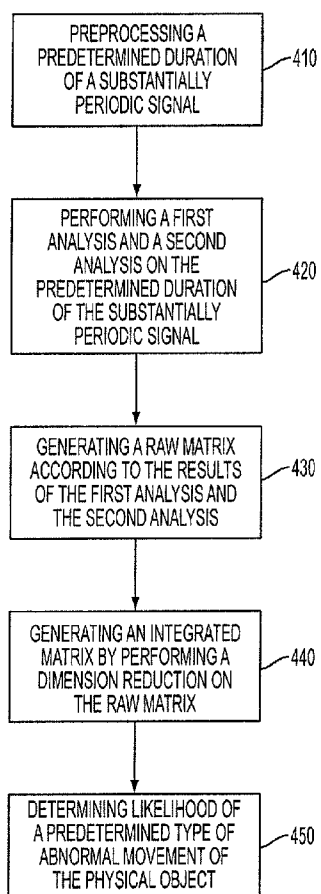 PREPROCESSING A
PREDETERMINED DURATION
OF A SUBSTANTIALLY
PERIODIC SIGNAL
410
PERFORMING A FIRST
ANALYSIS AND A SECOND
ANALYSIS ON THE
PREDETERMINED DURATION
OF THE SUBSTANTIALLY
PERIODIC SIGNAL
420
GENERATING A RAW MATRIX
ACCORDING TO THE RESULTS
OF THE FIRST ANALYSIS AND
THE SECOND ANALYSIS
430
GENERATING AN INTEGRATED
MATRIX BY PERFORMING A
DIMENSION REDUCTION ON
THE RAW MATRIX
440
DETERMINING LIKELIHOOD OF
A PREDETERMINED TYPE OF
ABNORMAL MOVEMENT OF
THE PHYSICAL OBJECT
450